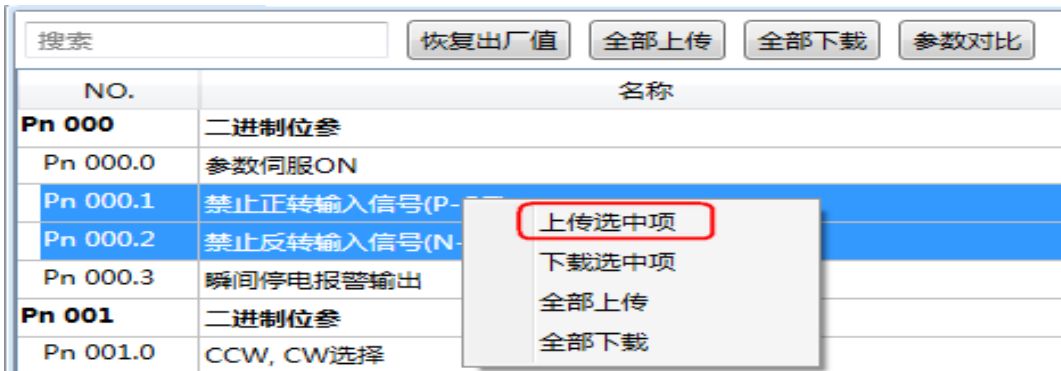 搜索 恢复出厂值 全部上传 全部下载 参数对比
NO. 名称
Pn 000 二进制位参
Pn 000.0 参数伺服ON
Pn 000.1 禁止正转输入信号(P-
上传选中项
Pn 000.2 禁止反转输入信号(N-
下载选中项
Pn 000.3 瞬间停电报警输出
全部上传
Pn 001 二进制位参
全部下载
Pn 001.0 CCW, CW选择